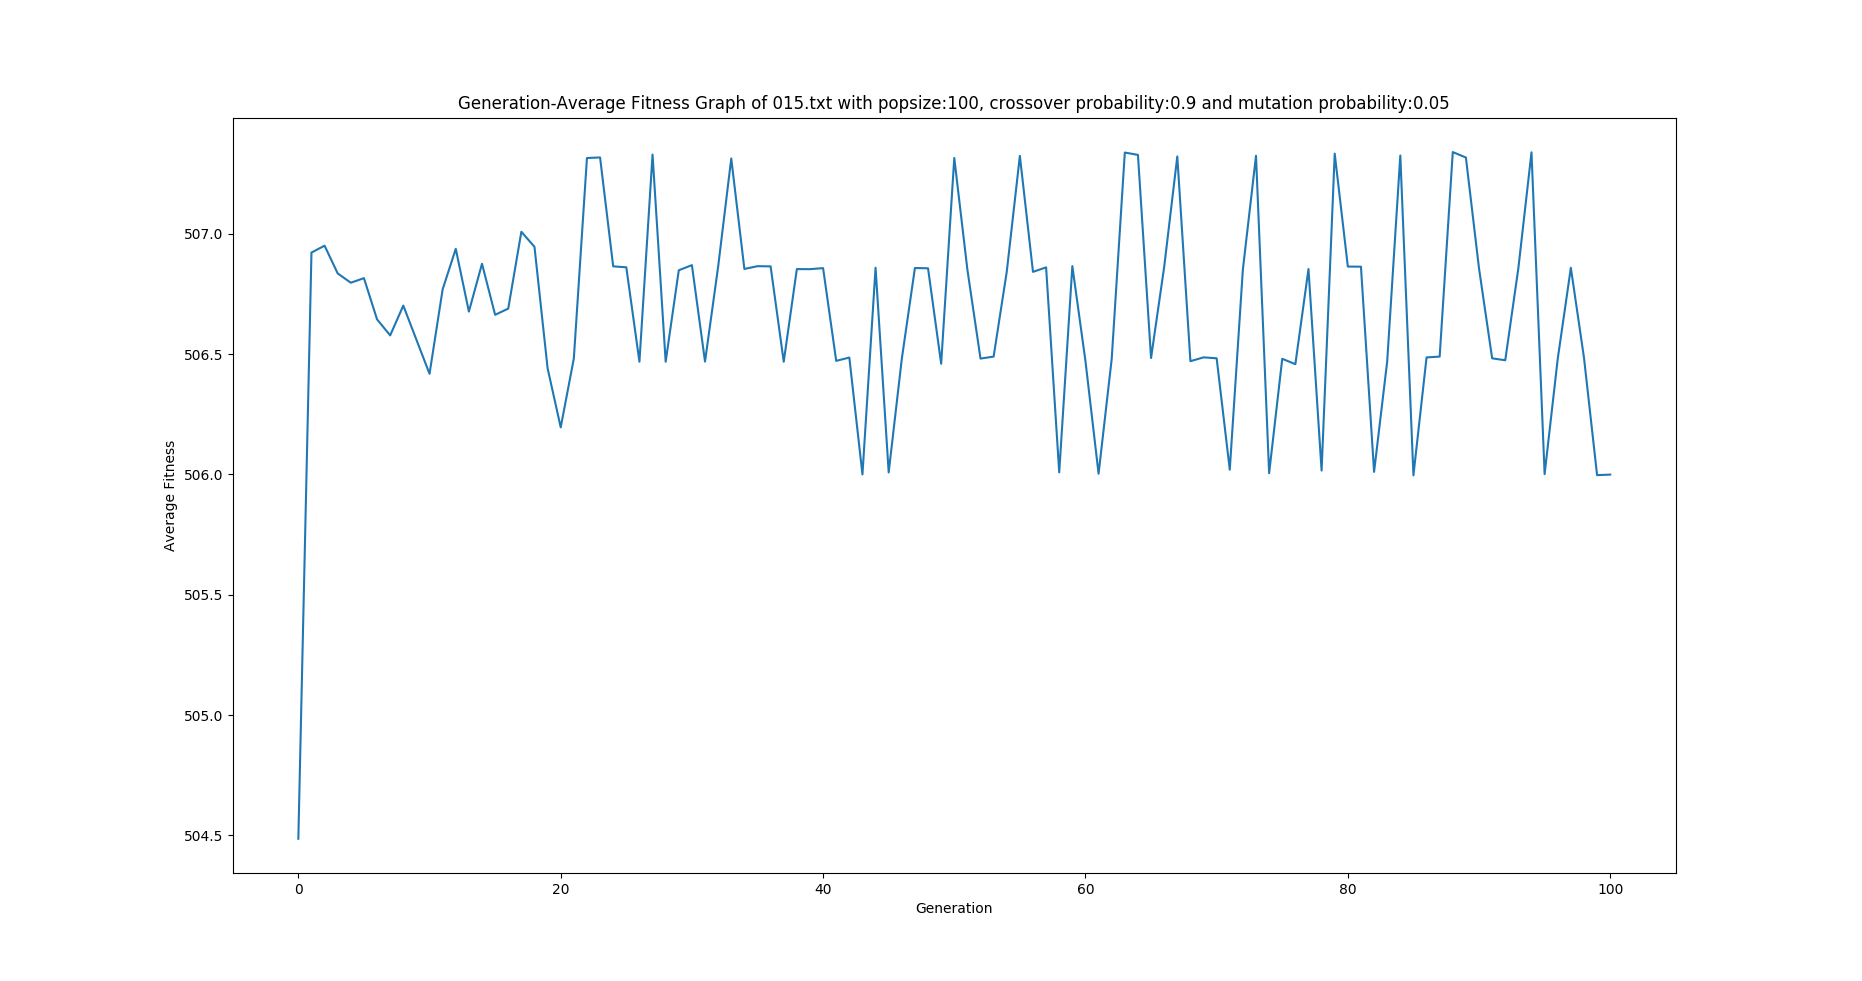 Generation-Average Fitness Graph of 015.txt with popsize:100, crossover probability:0.9 and mutation probability:0.05
507.0
506.5
506.0
505.5
505.0
504.5
Average Fitness
0 20 40 60 80 100
Generation